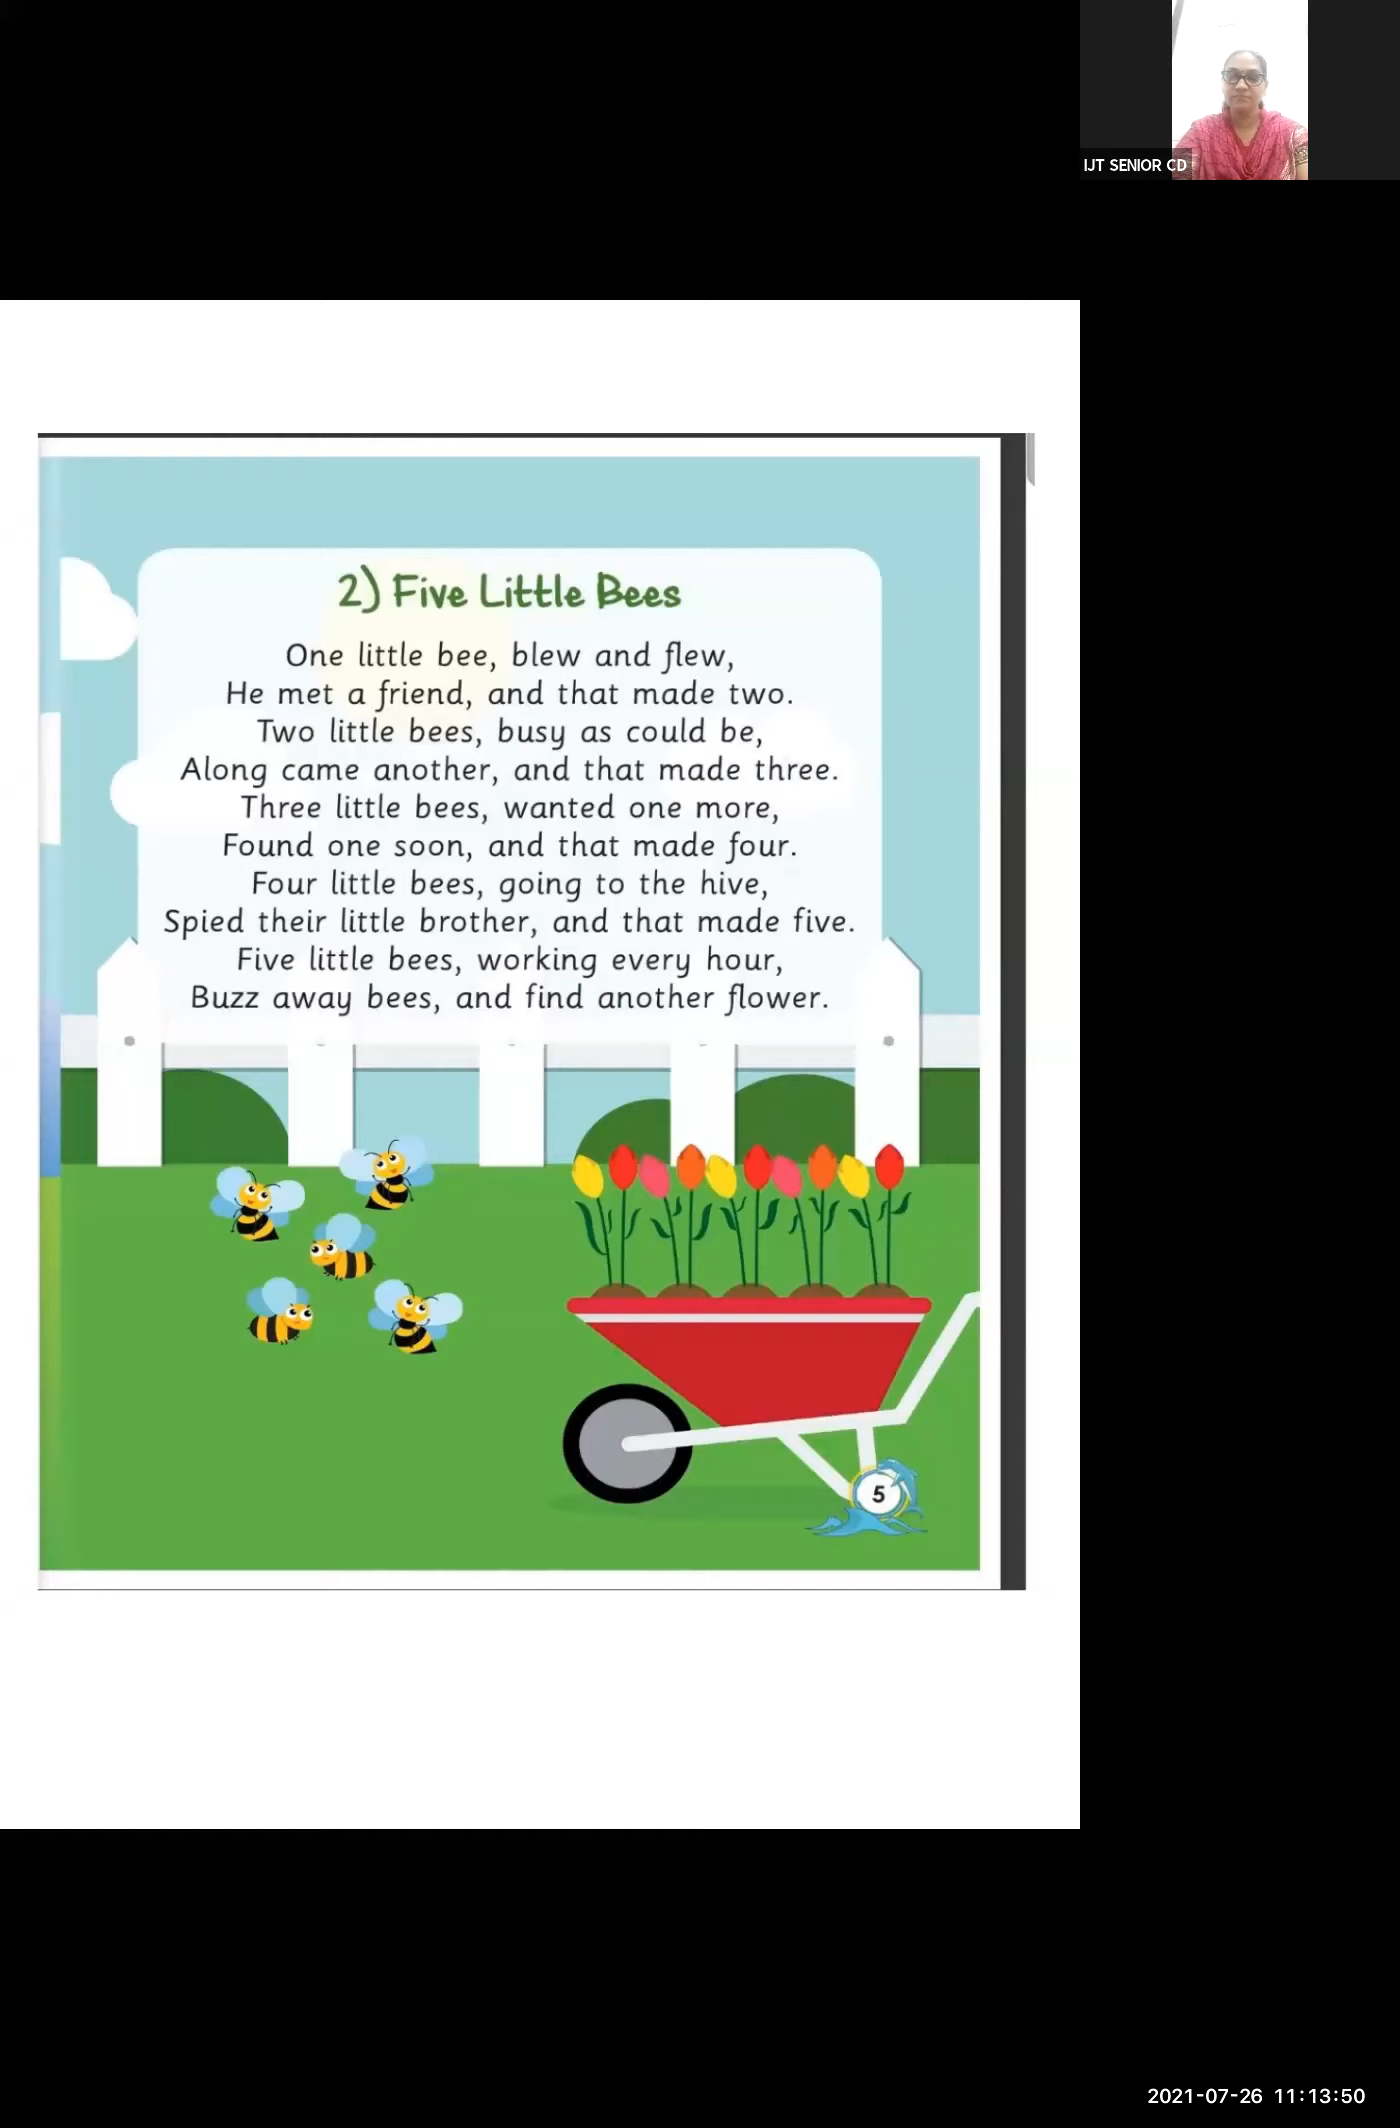 IJT SENIOR CD
2) Five Little Bees
One little bee, blew and flew,
He met a friend, and that made two.
Two little bees, busy as could be,
Along came another, and that made three.
Three little bees, wanted one more,
Found one soon, and that made four.
Four little bees, going to the hive,
Spied their little brother, and that made five.
Five little bees, working every hour,
Buzz away bees, and find another flower.
5
2021-07-26 11:13:50